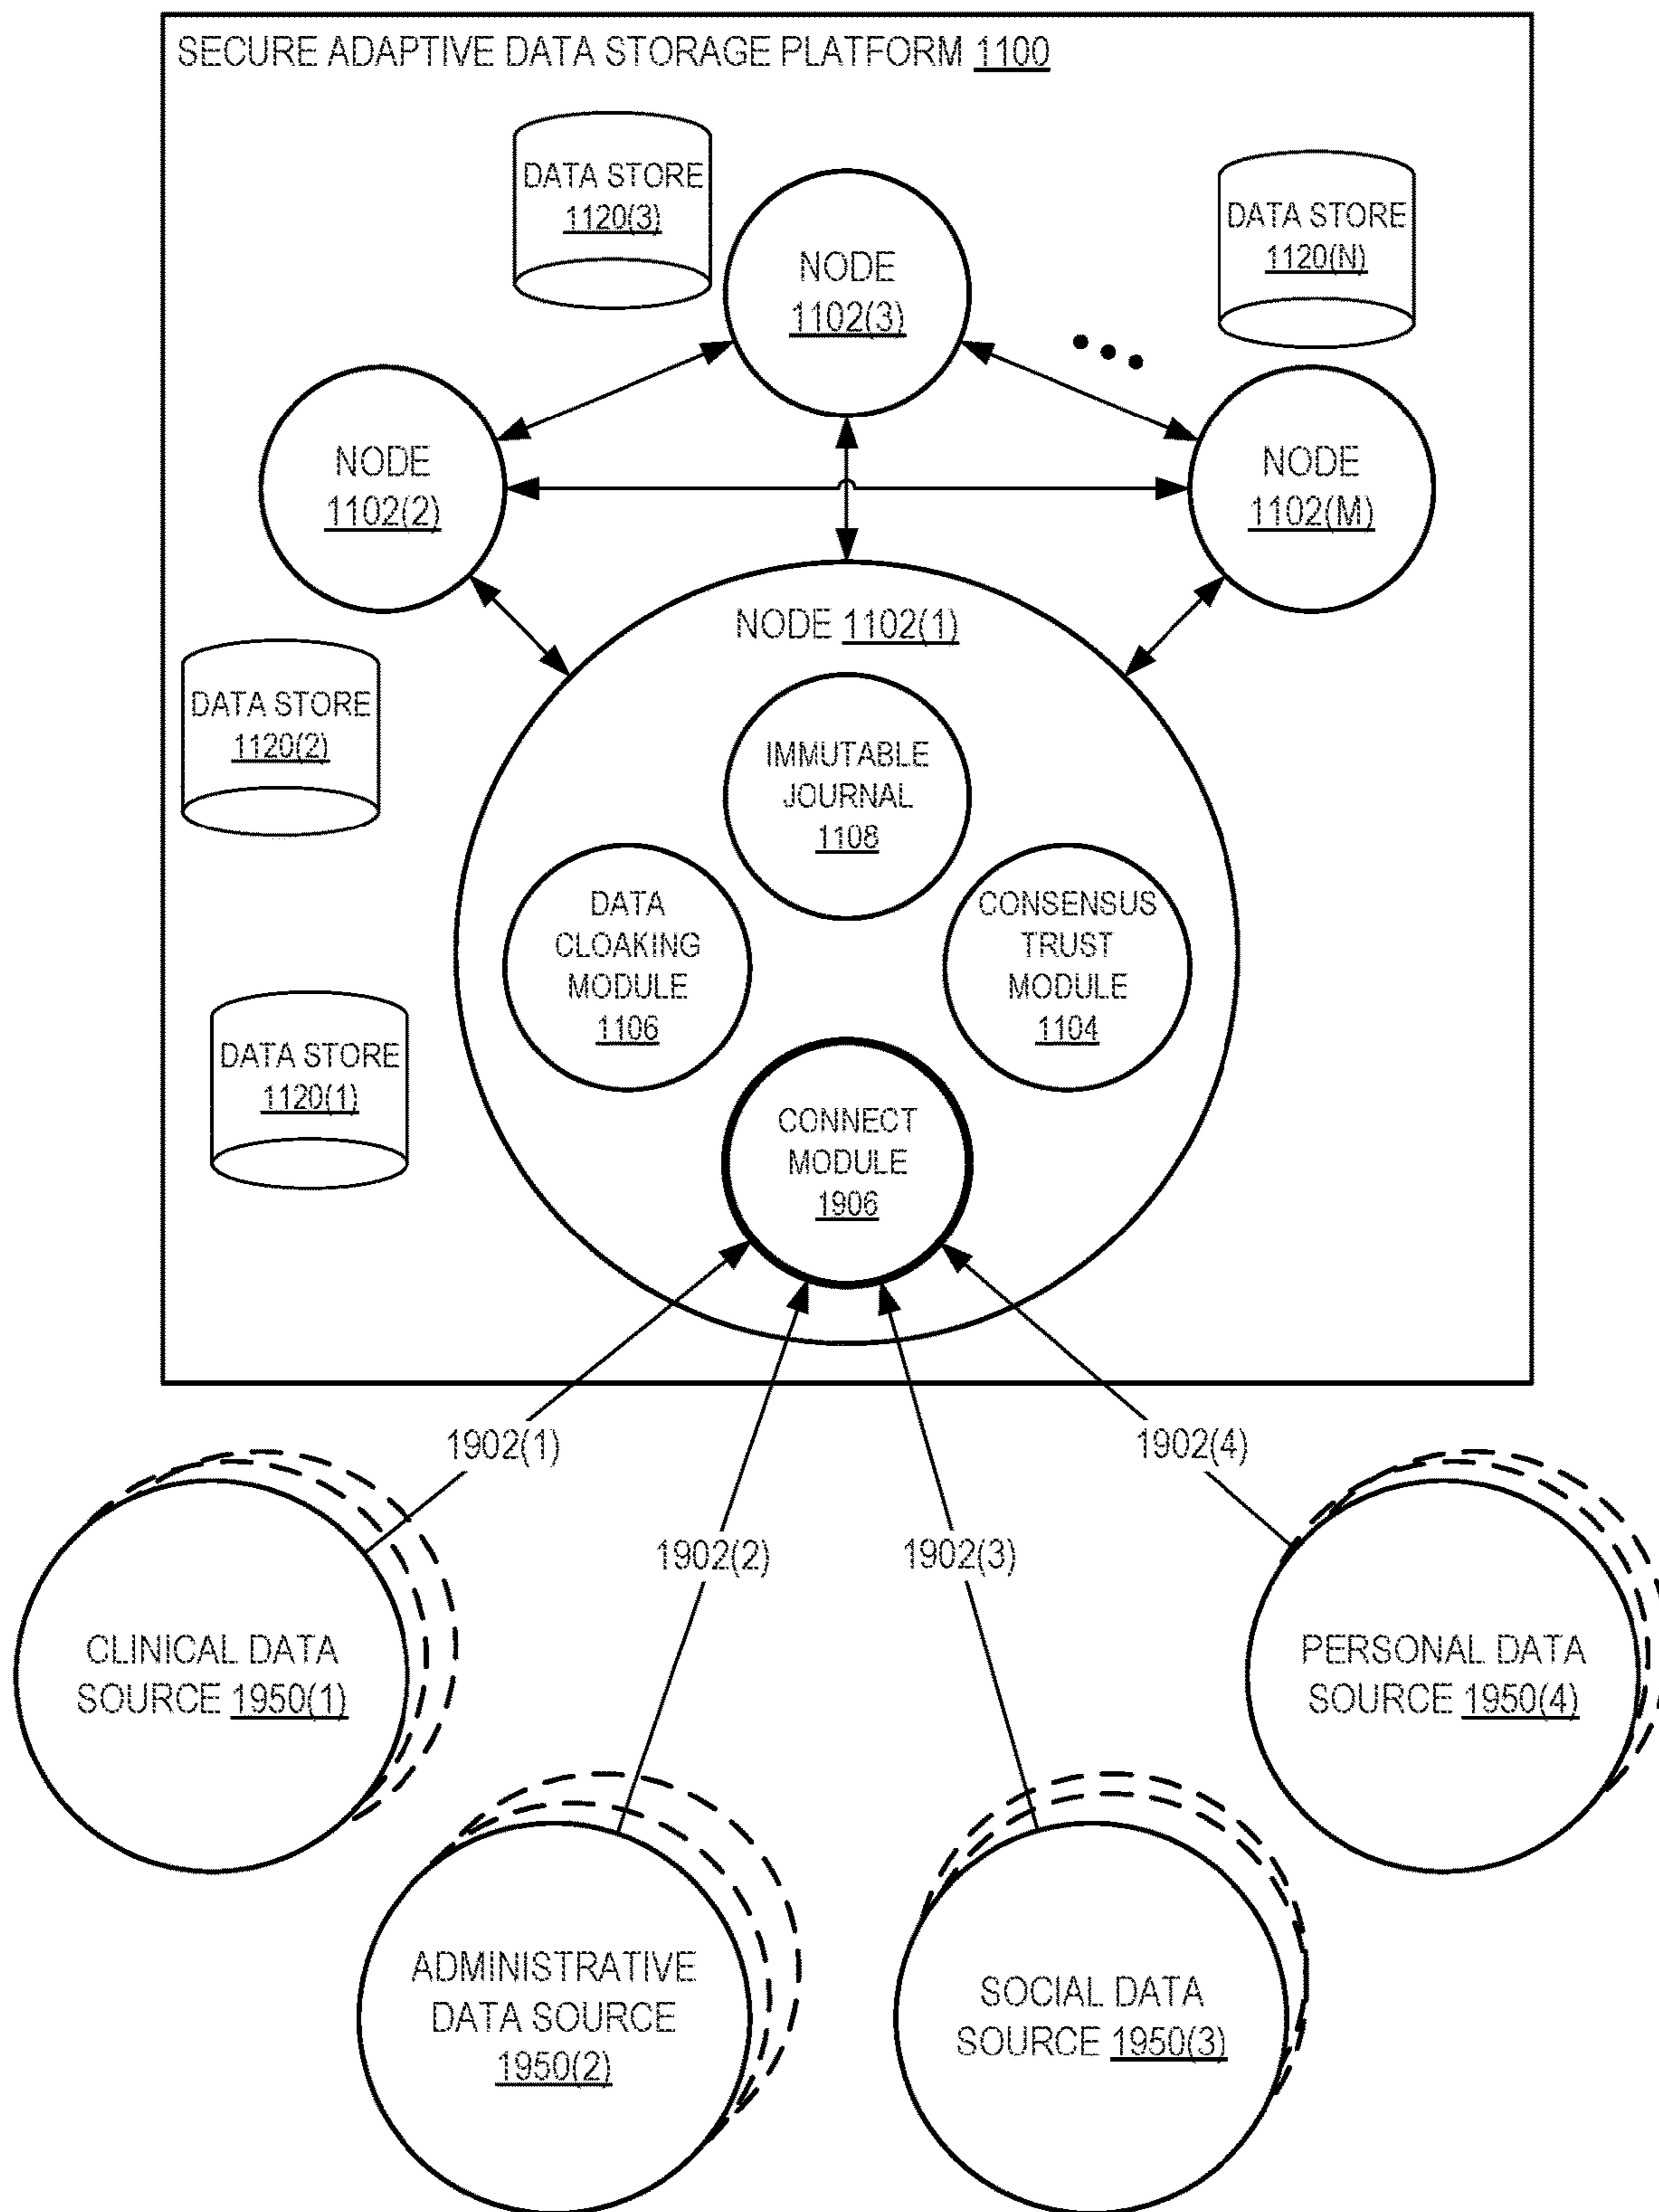 SECURE ADAPTIVE DATA STORAGE PLATFORM 1100
DATA STORE
1120(3)
NODE
1102(3)
DATA STORE
1120(N)
NODE
1102(2)
NODE
1102(M)
NODE 1102(1)
DATA STORE
1120(2)
IMMUTABLE
JOURNAL
1108
DATA
CLOAKING
MODULE
1106
CONSENSUS
TRUST
MODULE
1104
DATA STORE
1120(1)
CONNECT
MODULE
1906
1902(1)
1902(4)
1902(2)
1902(3)
CLINICAL DATA
SOURCE 1950(1)
PERSONAL DATA
SOURCE 1950(4)
ADMINISTRATIVE
DATA SOURCE
1950(2)
SOCIAL DATA
SOURCE 1950(3)